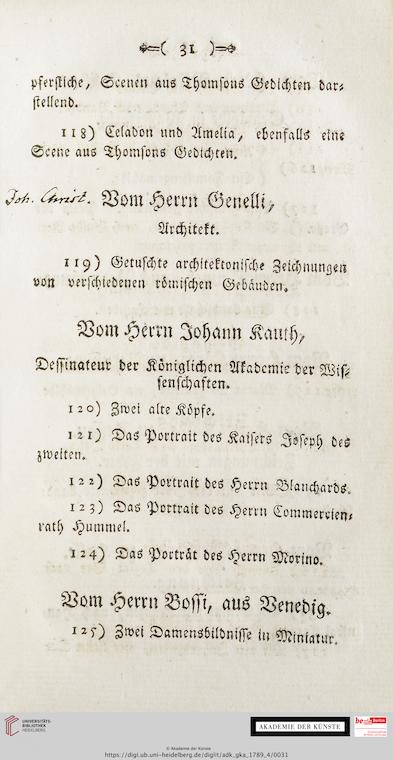 ( 31 )
pferstiche, Scenen aus Thomsons Gedichten dar-
stellend.
118) Celadon und Amelia, ebenfalls eine
Scene aus Thomsons Gedichten.
Joh. Christ. Vom Herrn Genelli,
Architekt.
119) Getuschte architektonische Zeichnungen
von verschiedenen römischen Gebäuden.
Vom Herrn Johann Kauth,
Dessinateur der Königlichen Akademie der Wis-
senschaften.
120) Zwei alte Köpfe.
121) Das Portrait des Kaisers Joseph des
zweiten.
122) Das Portrait des Herrn Blanchards.
123) Das Portrait des Herrn Commercien-
rath Hummel.
124) Das Porträt des Herrn Morino.
Vom Herrn Bossi, aus Venedig.
125) Zwei Damensbildnisse in Miniatur.
UNIVERSITÄTS-
BIBLIOTHEK
HEIDELBERG
AKADEMIE DER KÜNSTE
be Berlin
© Akademie der Künste
https://digi.ub.uni-heidelberg.de/diglit/adk_gka_1789_4/0031